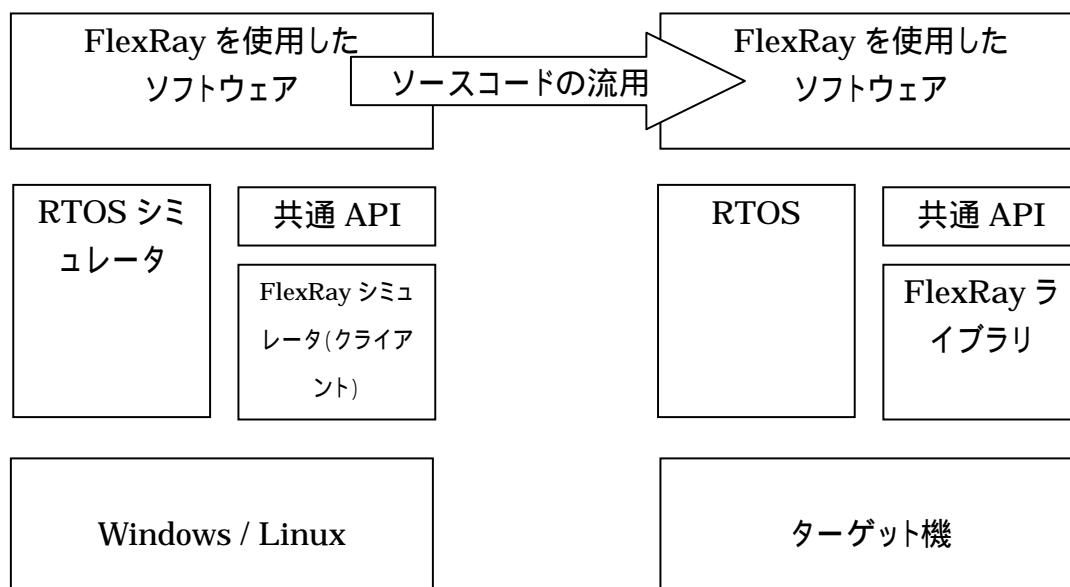 FlexRay を使用した
ソフトウェア
ソースコードの流用
FlexRay を使用した
ソフトウェア
RTOS シミ
ュレータ
共通 API
FlexRay シミュ
レータ(クライア
ント)
RTOS
共通 API
FlexRay ラ
イブラリ
Windows / Linux
ターゲット機